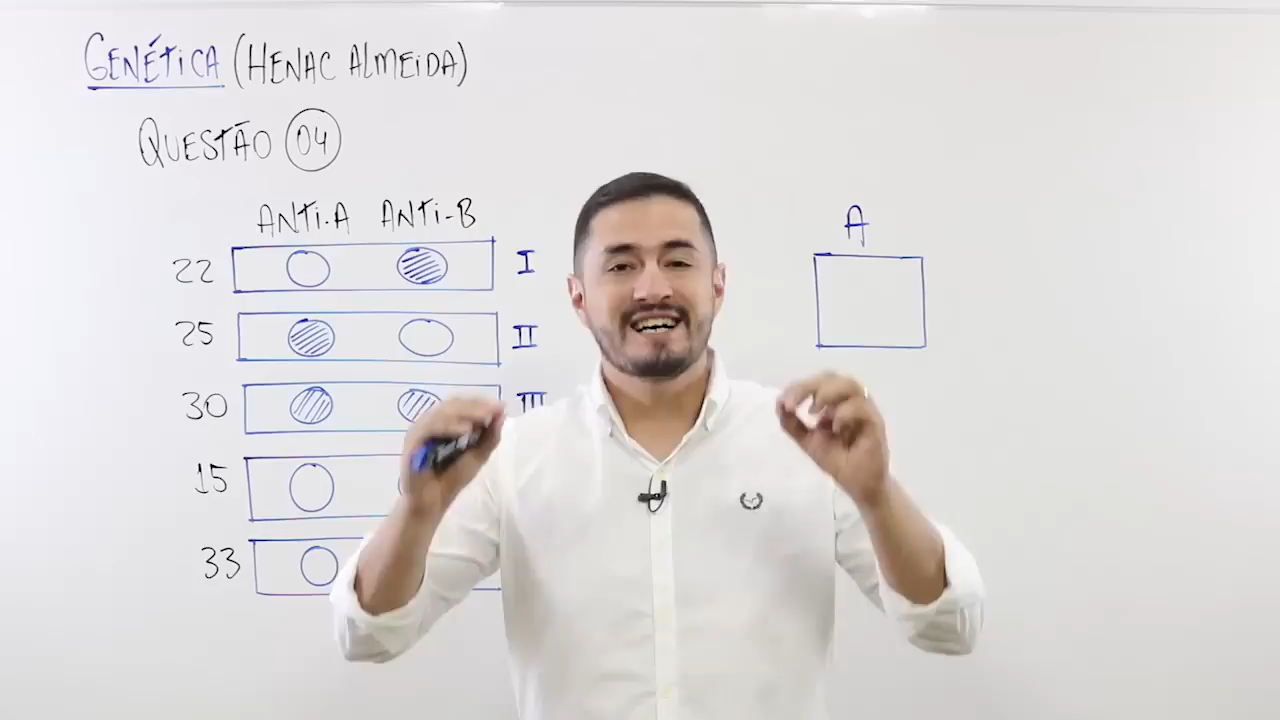 GENÉTICA (HENAC ALMEIDA)
QUESTÃO 04
ANTI-A ANTI-B
22 I
25 II
30 III
15
33
A